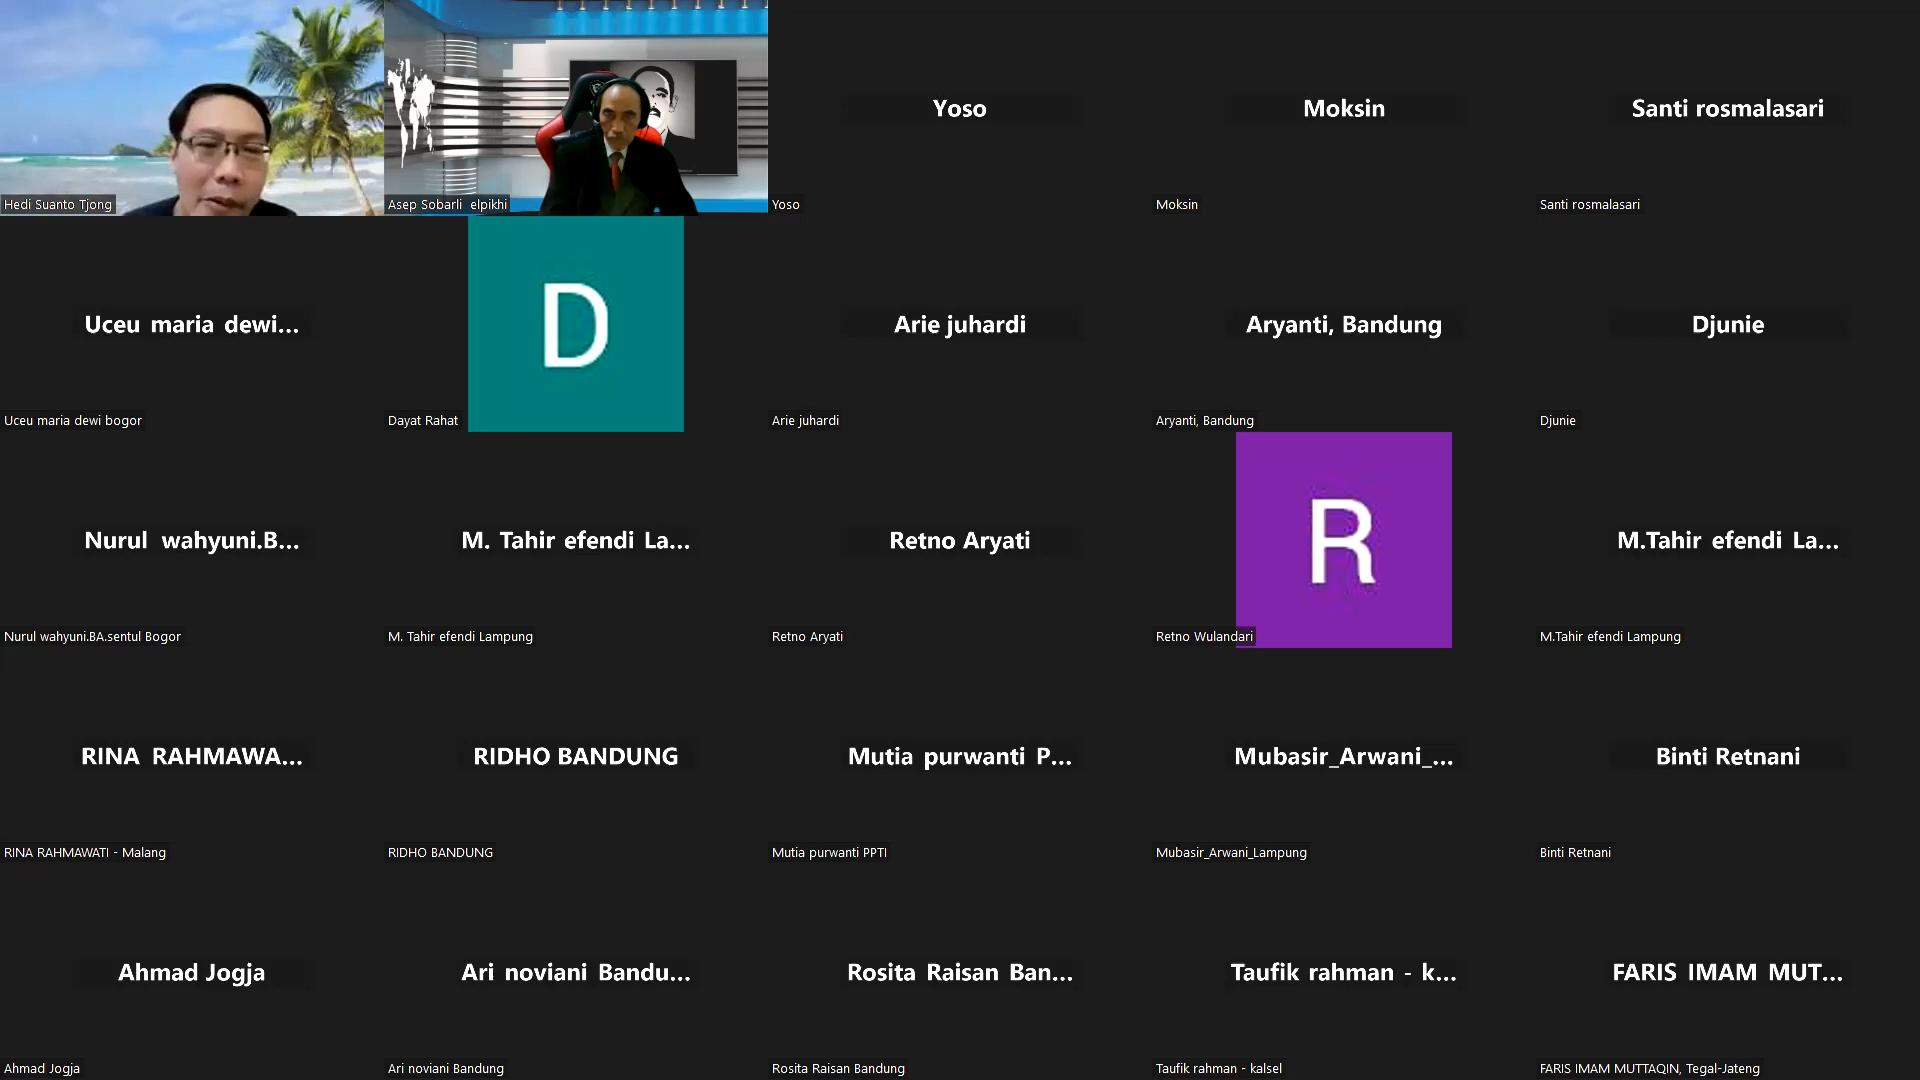 Hedi Suanto Tjong
Asep Sobarli  elpikhi
Yoso
Yoso
Moksin
Moksin
Santi rosmalasari
Santi rosmalasari
Uceu maria dewi...
Uceu maria dewi bogor
D
Dayat Rahat
Arie juhardi
Arie juhardi
Aryanti, Bandung
Aryanti, Bandung
Djunie
Djunie
Nurul wahyuni.B...
Nurul wahyuni.BA.sentul Bogor
M. Tahir efendi La...
M. Tahir efendi Lampung
Retno Aryati
Retno Aryati
R
Retno Wulandari
M.Tahir efendi La...
M.Tahir efendi Lampung
RINA RAHMAWA...
RINA RAHMAWATI - Malang
RIDHO BANDUNG
RIDHO BANDUNG
Mutia purwanti P...
Mutia purwanti PPTI
Mubasir_Arwani_...
Mubasir_Arwani_Lampung
Binti Retnani
Binti Retnani
Ahmad Jogja
Ahmad Jogja
Ari noviani Bandu...
Ari noviani Bandung
Rosita Raisan Ban...
Rosita Raisan Bandung
Taufik rahman - k...
Taufik rahman - kalsel
FARIS IMAM MUT...
FARIS IMAM MUTTAQIN, Tegal-Jateng